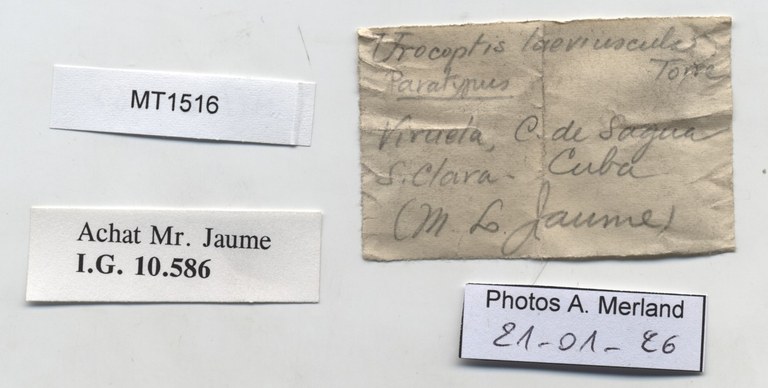 MT1516
Achat Mr. Jaume
I.G. 10.586
Urocoptis laeviuscula
Torre
Paratypus
Viruela, C. de Sagua
S. Clara - Cuba
(M. L. Jaume)
Photos A. Merland
21-01-26